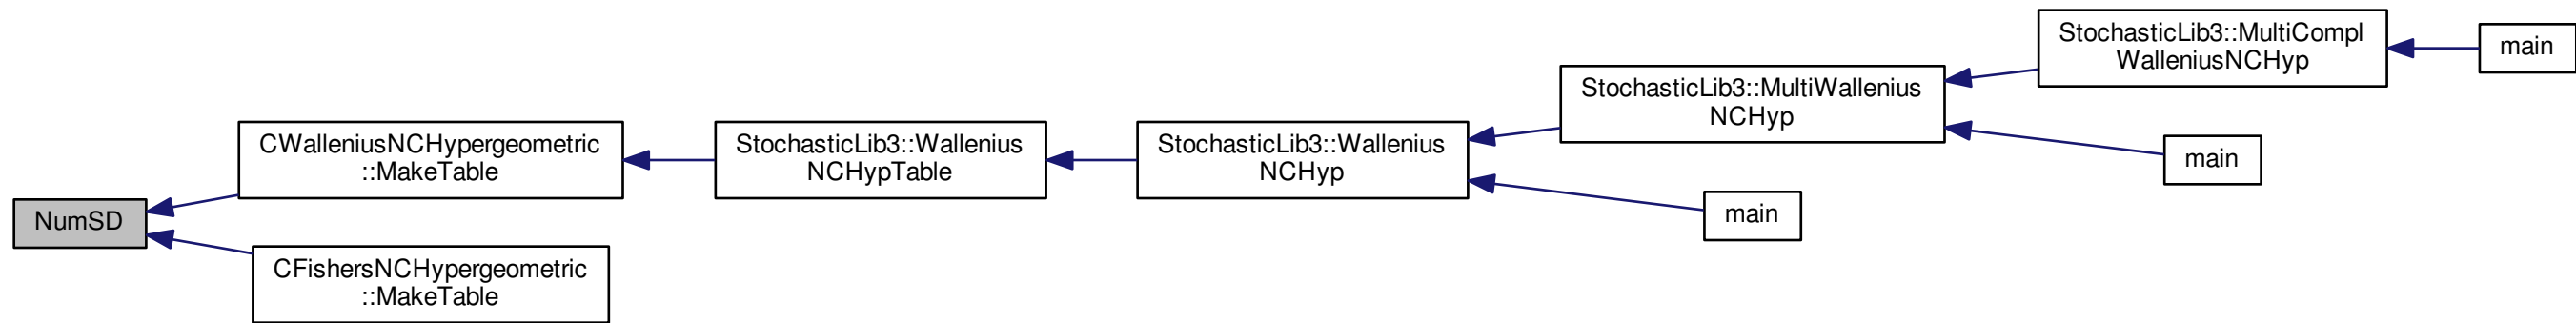 NumSD
CWalleniusNCHypergeometric
::MakeTable
CFishersNCHypergeometric
::MakeTable
StochasticLib3::Wallenius
NCHypTable
StochasticLib3::Wallenius
NCHyp
StochasticLib3::MultiWallenius
NCHyp
main
StochasticLib3::MultiCompl
WalleniusNCHyp
main
main